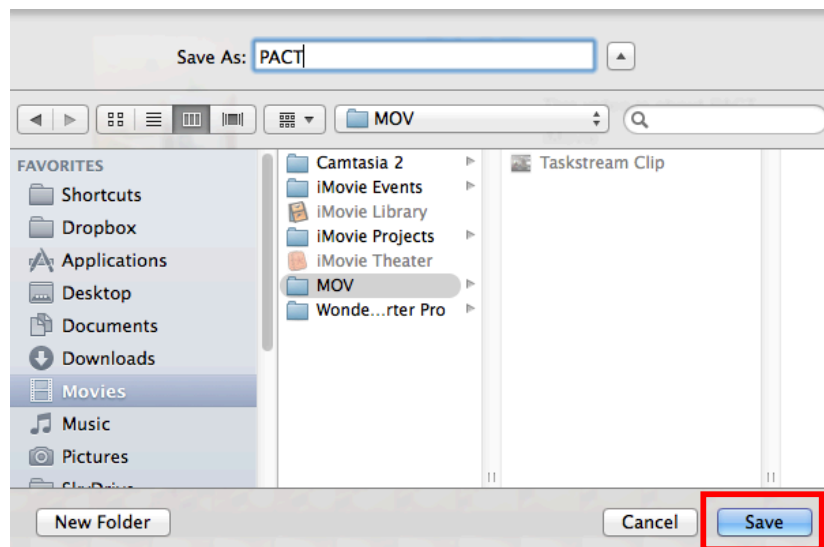 Save As: PACT
MOV
FAVORITES
Shortcuts
Dropbox
Applications
Desktop
Documents
Downloads
Movies
Music
Pictures
SkyDrive
Camtasia 2
iMovie Events
iMovie Library
iMovie Projects
iMovie Theater
MOV
Wonde...rter Pro
Taskstream Clip
New Folder
Cancel
Save